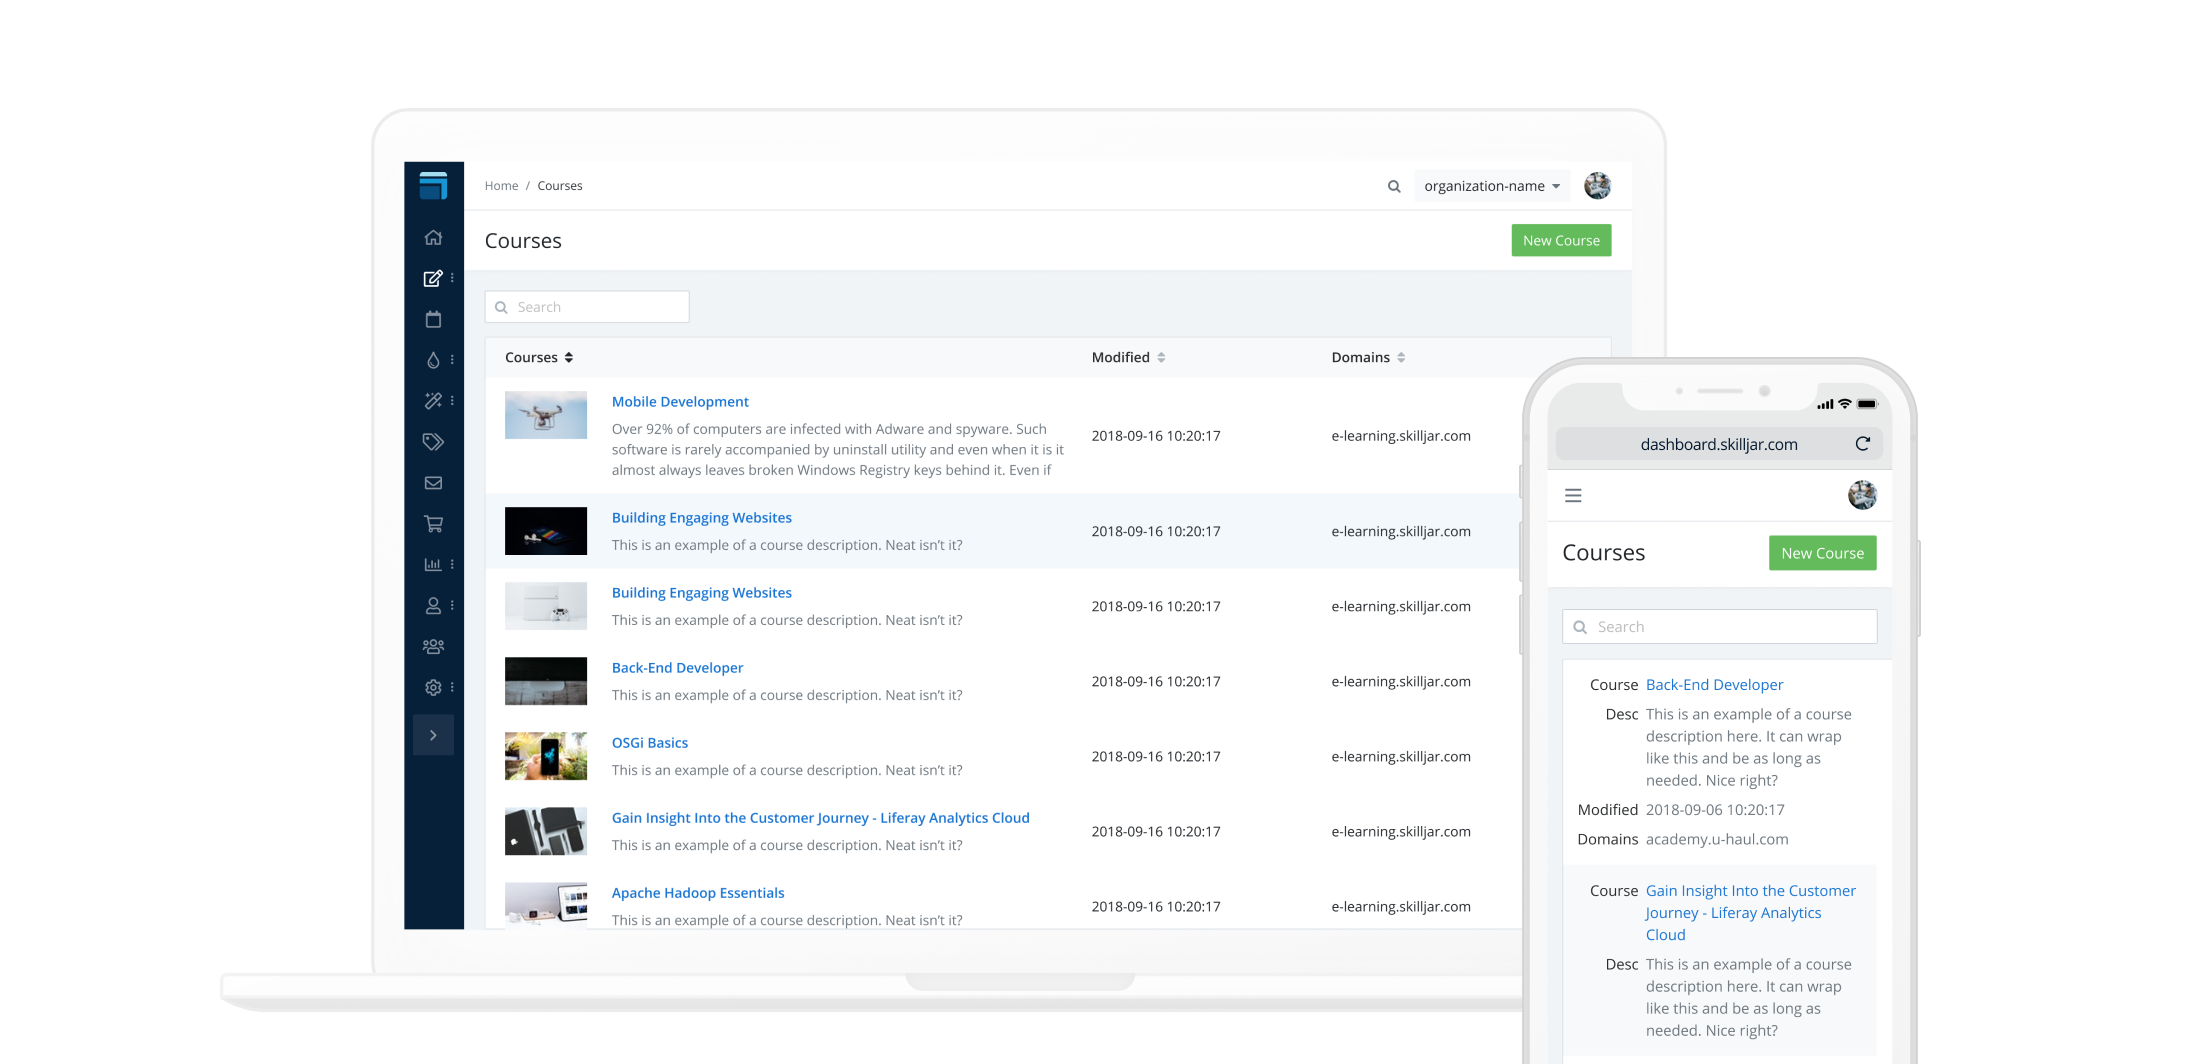 Home / Courses
organization-name
Courses
New Course
Search
Courses Modified Domains
Mobile Development
Over 92% of computers are infected with Adware and spyware. Such
software is rarely accompanied by uninstall utility and even when it is it
almost always leaves broken Windows Registry keys behind it. Even if
2018-09-16 10:20:17
e-learning.skilljar.com
Building Engaging Websites
This is an example of a course description. Neat isn't it?
2018-09-16 10:20:17
e-learning.skilljar.com
Building Engaging Websites
This is an example of a course description. Neat isn't it?
2018-09-16 10:20:17
e-learning.skilljar.com
Back-End Developer
This is an example of a course description. Neat isn't it?
2018-09-16 10:20:17
e-learning.skilljar.com
OSGi Basics
This is an example of a course description. Neat isn't it?
2018-09-16 10:20:17
e-learning.skilljar.com
Gain Insight Into the Customer Journey - Liferay Analytics Cloud
This is an example of a course description. Neat isn't it?
2018-09-16 10:20:17
e-learning.skilljar.com
Apache Hadoop Essentials
This is an example of a course description. Neat isn't it?
2018-09-16 10:20:17
e-learning.skilljar.com
dashboard.skilljar.com
Courses
New Course
Search
Course Back-End Developer
Desc This is an example of a course
description here. It can wrap
like this and be as long as
needed. Nice right?
Modified 2018-09-06 10:20:17
Domains academy.u-haul.com
Course Gain Insight Into the Customer
Journey - Liferay Analytics
Cloud
Desc This is an example of a course
description here. It can wrap
like this and be as long as
needed. Nice right?